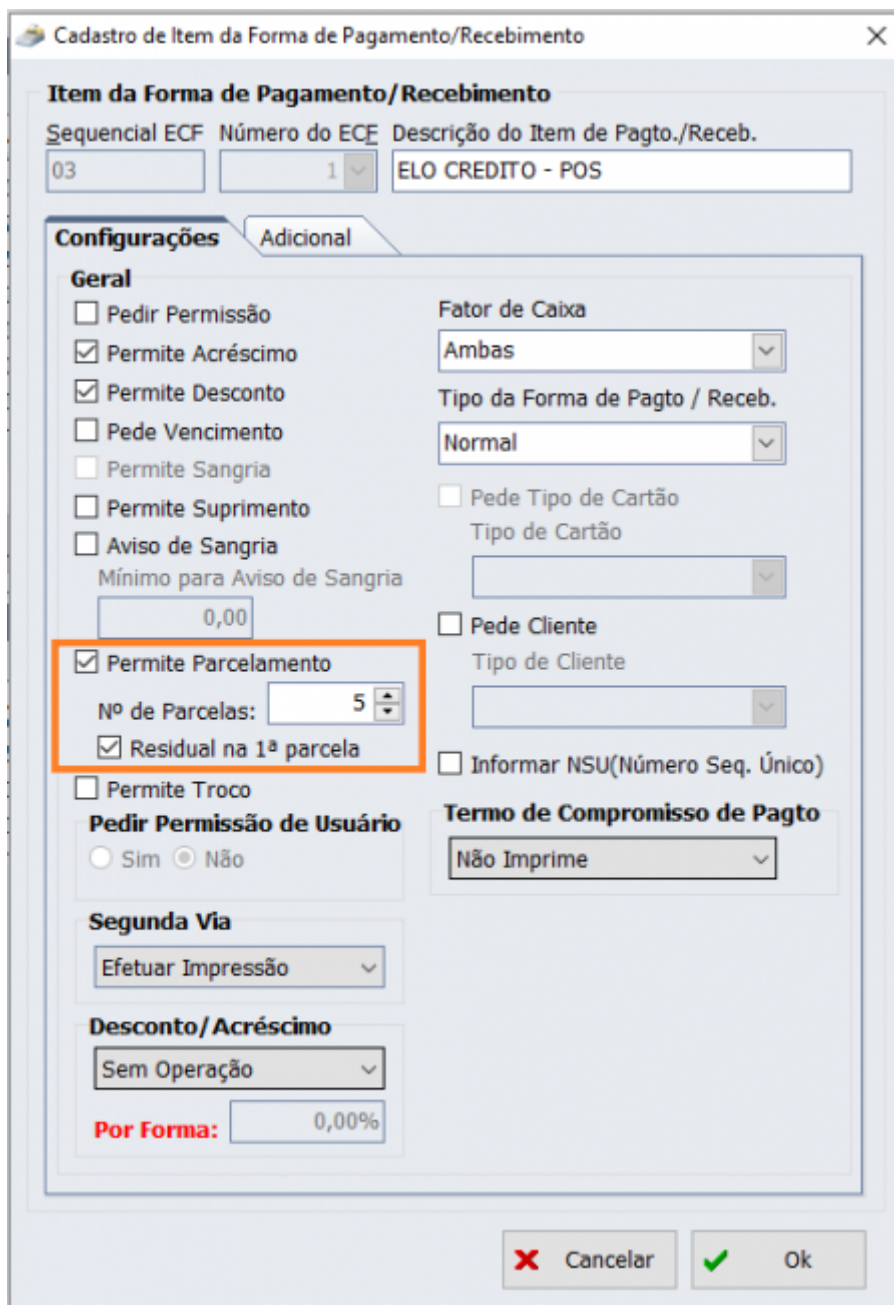 Cadastro de Item da Forma de Pagamento/Recebimento
Item da Forma de Pagamento/Recebimento
Sequencial ECF Número do ECF Descrição do Item de Pagto./Receb.
03 1 ELO CREDITO - POS
Configurações Adicional
Geral
Pedir Permissão
Permite Acréscimo
Permite Desconto
Pede Vencimento
Permite Sangria
Permite Suprimento
Aviso de Sangria
Mínimo para Aviso de Sangria
0,00
Permite Parcelamento
Nº de Parcelas: 5
Residual na 1ª parcela
Permite Troco
Pedir Permissão de Usuário
Sim Não
Segunda Via
Efetuar Impressão
Desconto/Acréscimo
Sem Operação
Por Forma: 0,00%
Fator de Caixa
Ambas
Tipo da Forma de Pagto / Receb.
Normal
Pede Tipo de Cartão
Tipo de Cartão
Pede Cliente
Tipo de Cliente
Informar NSU(Número Seq. Único)
Termo de Compromisso de Pagto
Não Imprime
Cancelar Ok